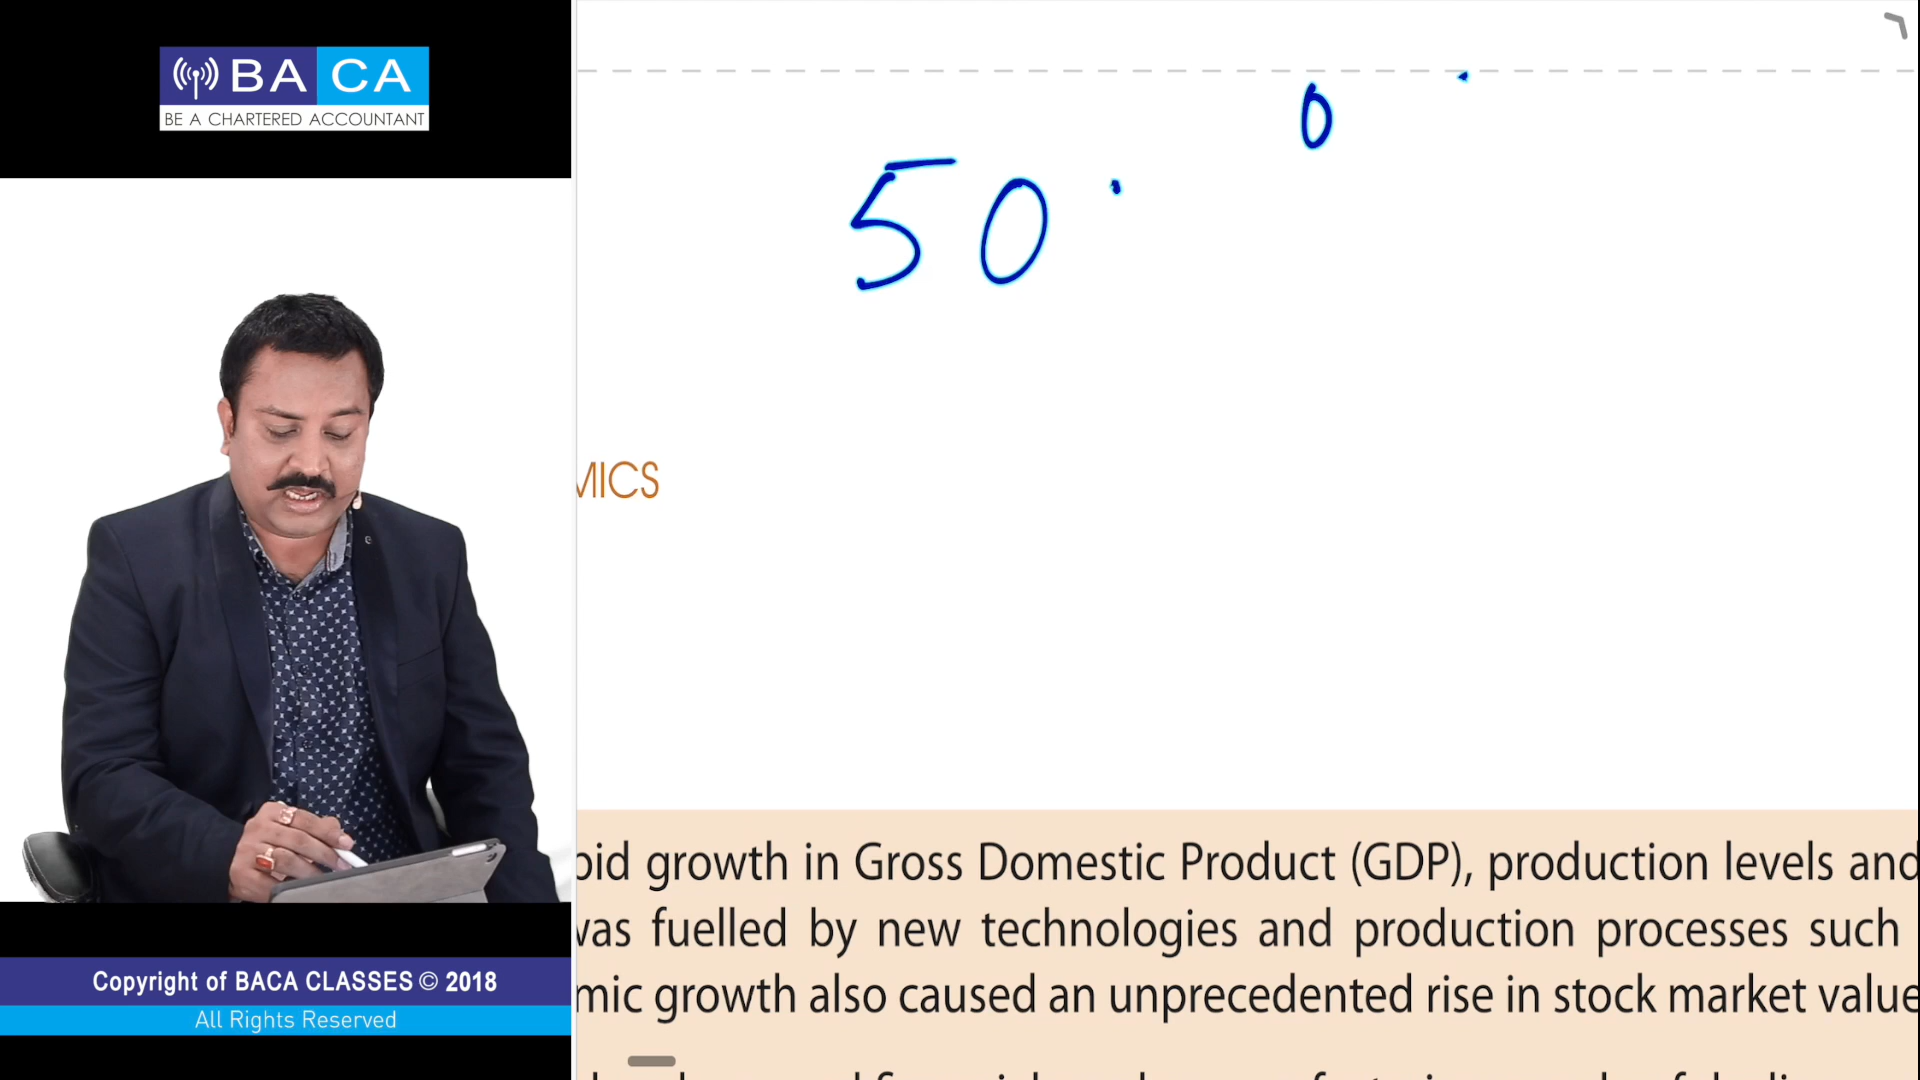 BA CA
BE A CHARTERED ACCOUNTANT
0
50
MICS
pid growth in Gross Domestic Product (GDP), production levels and
was fuelled by new technologies and production processes such
mic growth also caused an unprecedented rise in stock market value
Copyright of BACA CLASSES © 2018
All Rights Reserved